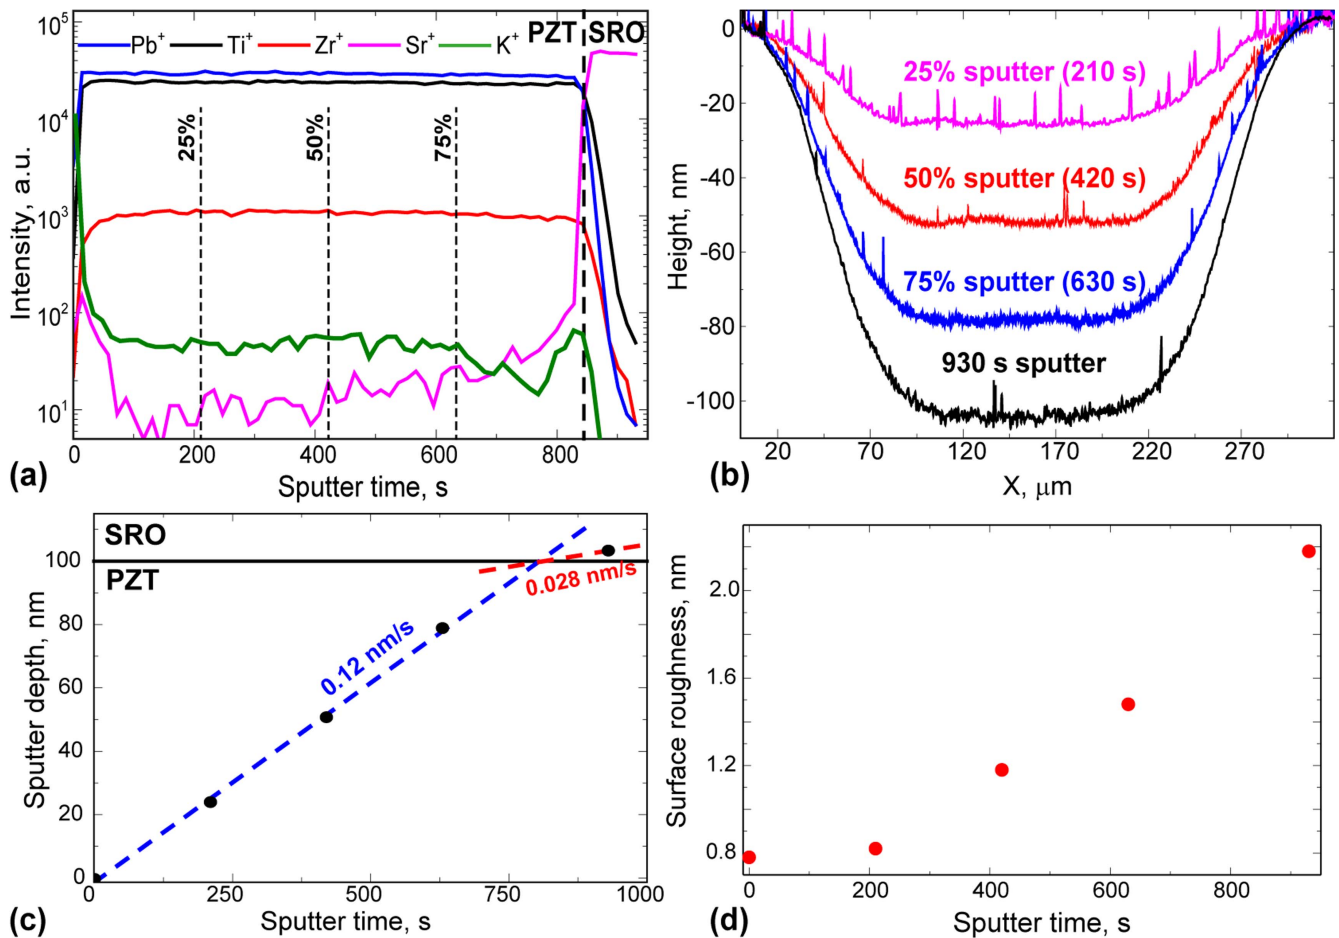 PZT SRO
Pb⁺ Ti⁺ Zr⁺ Sr⁺ K⁺
25%
50%
75%
10⁵
10⁴
10³
10²
10¹
Intensity, a.u.
0 200 400 600 800
Sputter time, s
(a)
25% sputter (210 s)
50% sputter (420 s)
75% sputter (630 s)
930 s sputter
0
-20
-40
-60
-80
-100
Height, nm
20 70 120 170 220 270
X, μm
(b)
SRO
PZT
0.12 nm/s
0.028 nm/s
100
80
60
40
20
0
Sputter depth, nm
0 250 500 750 1000
Sputter time, s
(c)
2.0
1.6
1.2
0.8
Surface roughness, nm
0 200 400 600 800
Sputter time, s
(d)